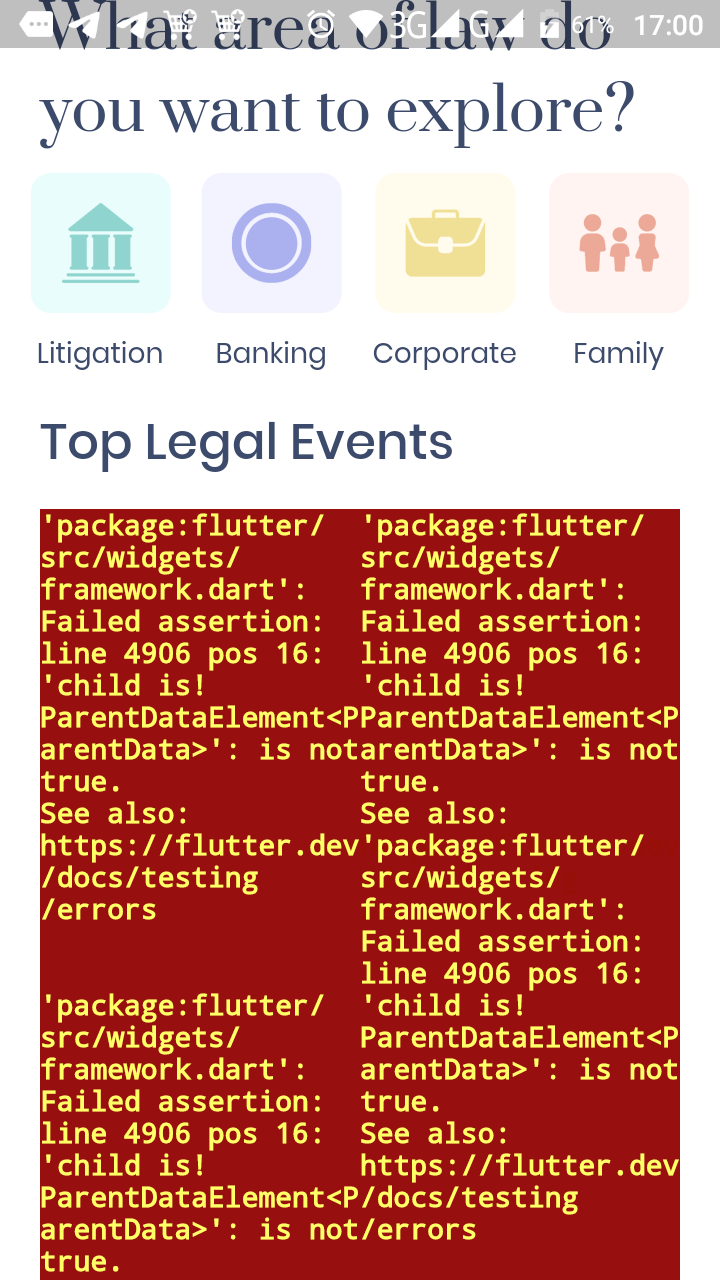 3G G 61% 17:00
What area of law do
you want to explore?
Litigation Banking Corporate Family
Top Legal Events
'package:flutter/
src/widgets/
framework.dart':
Failed assertion:
line 4906 pos 16:
'child is!
ParentDataElement<P
arentData>': is not
true.
See also:
https://flutter.dev
/docs/testing
/errors
'package:flutter/
src/widgets/
framework.dart':
Failed assertion:
line 4906 pos 16:
'child is!
ParentDataElement<P
arentData>': is not
true.
'package:flutter/
src/widgets/
framework.dart':
Failed assertion:
line 4906 pos 16:
'child is!
ParentDataElement<P
arentData>': is not
true.
See also:
'package:flutter/
src/widgets/
framework.dart':
Failed assertion:
line 4906 pos 16:
'child is!
ParentDataElement<P
arentData>': is not
true.
See also:
https://flutter.dev
/docs/testing
/errors